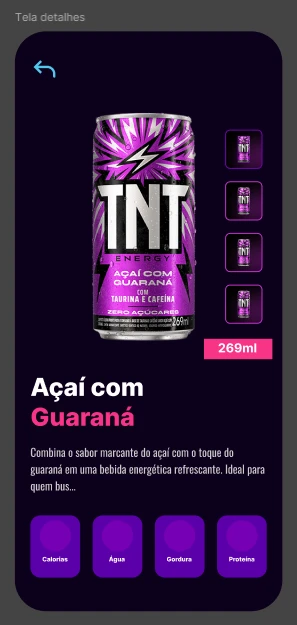 Tela detalhes
TNT
ENERGY
AÇAÍ COM
GUARANÁ
COM
TAURINA E CAFEÍNA
ZERO AÇÚCARES
269ml
269ml
Açaí com
Guaraná
Combina o sabor marcante do açaí com o toque do
guaraná em uma bebida energética refrescante. Ideal para
quem bus...
Calorias
Água
Gordura
Proteína